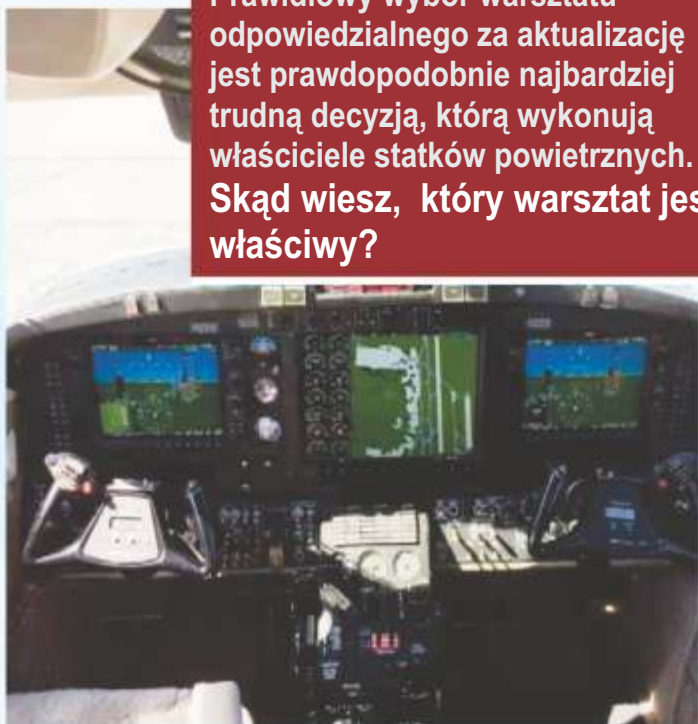 Prawidłowy wybór warsztatu
odpowiedzialnego za aktualizację
jest prawdopodobnie najbardziej
trudną decyzją, którą wykonują
właściciele statków powietrznych.
Skąd wiesz, który warsztat jes
właściwy?